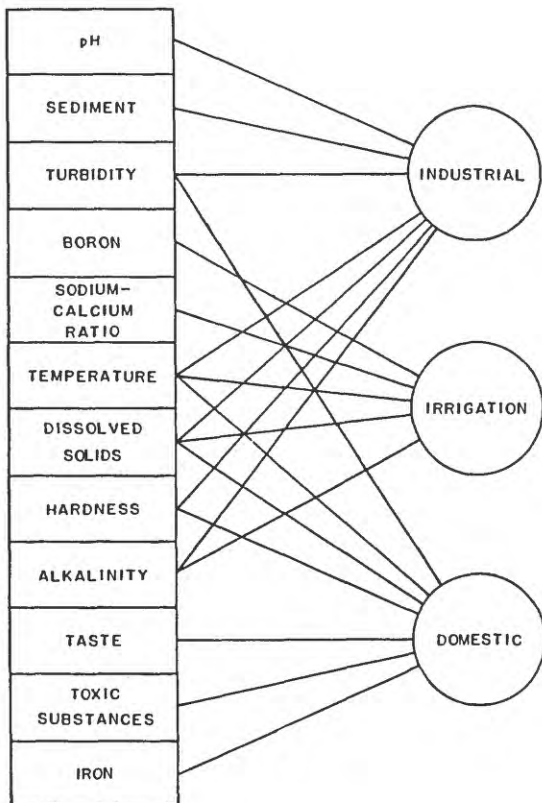 pH
SEDIMENT
TURBIDITY
BORON
SODIUM-
CALCIUM
RATIO
TEMPERATURE
DISSOLVED
SOLIDS
HARDNESS
ALKALINITY
TASTE
TOXIC
SUBSTANCES
IRON
INDUSTRIAL
IRRIGATION
DOMESTIC